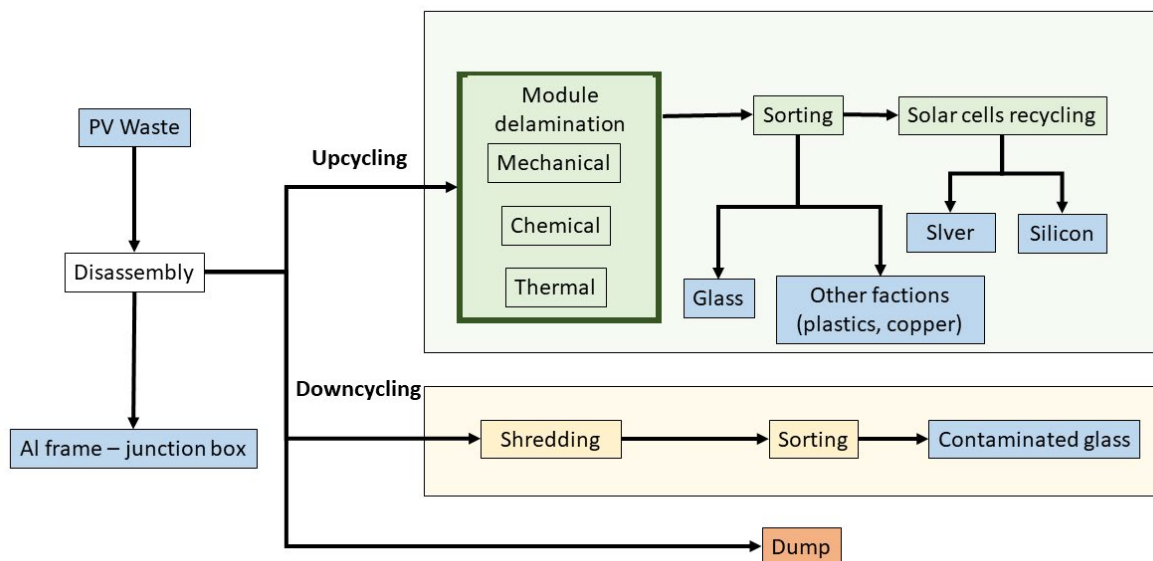 PV Waste
Disassembly
Al frame – junction box
Upcycling
Module
delamination
Mechanical
Chemical
Thermal
Sorting
Solar cells recycling
Glass
Other factions
(plastics, copper)
Slver
Silicon
Downcycling
Shredding
Sorting
Contaminated glass
Dump